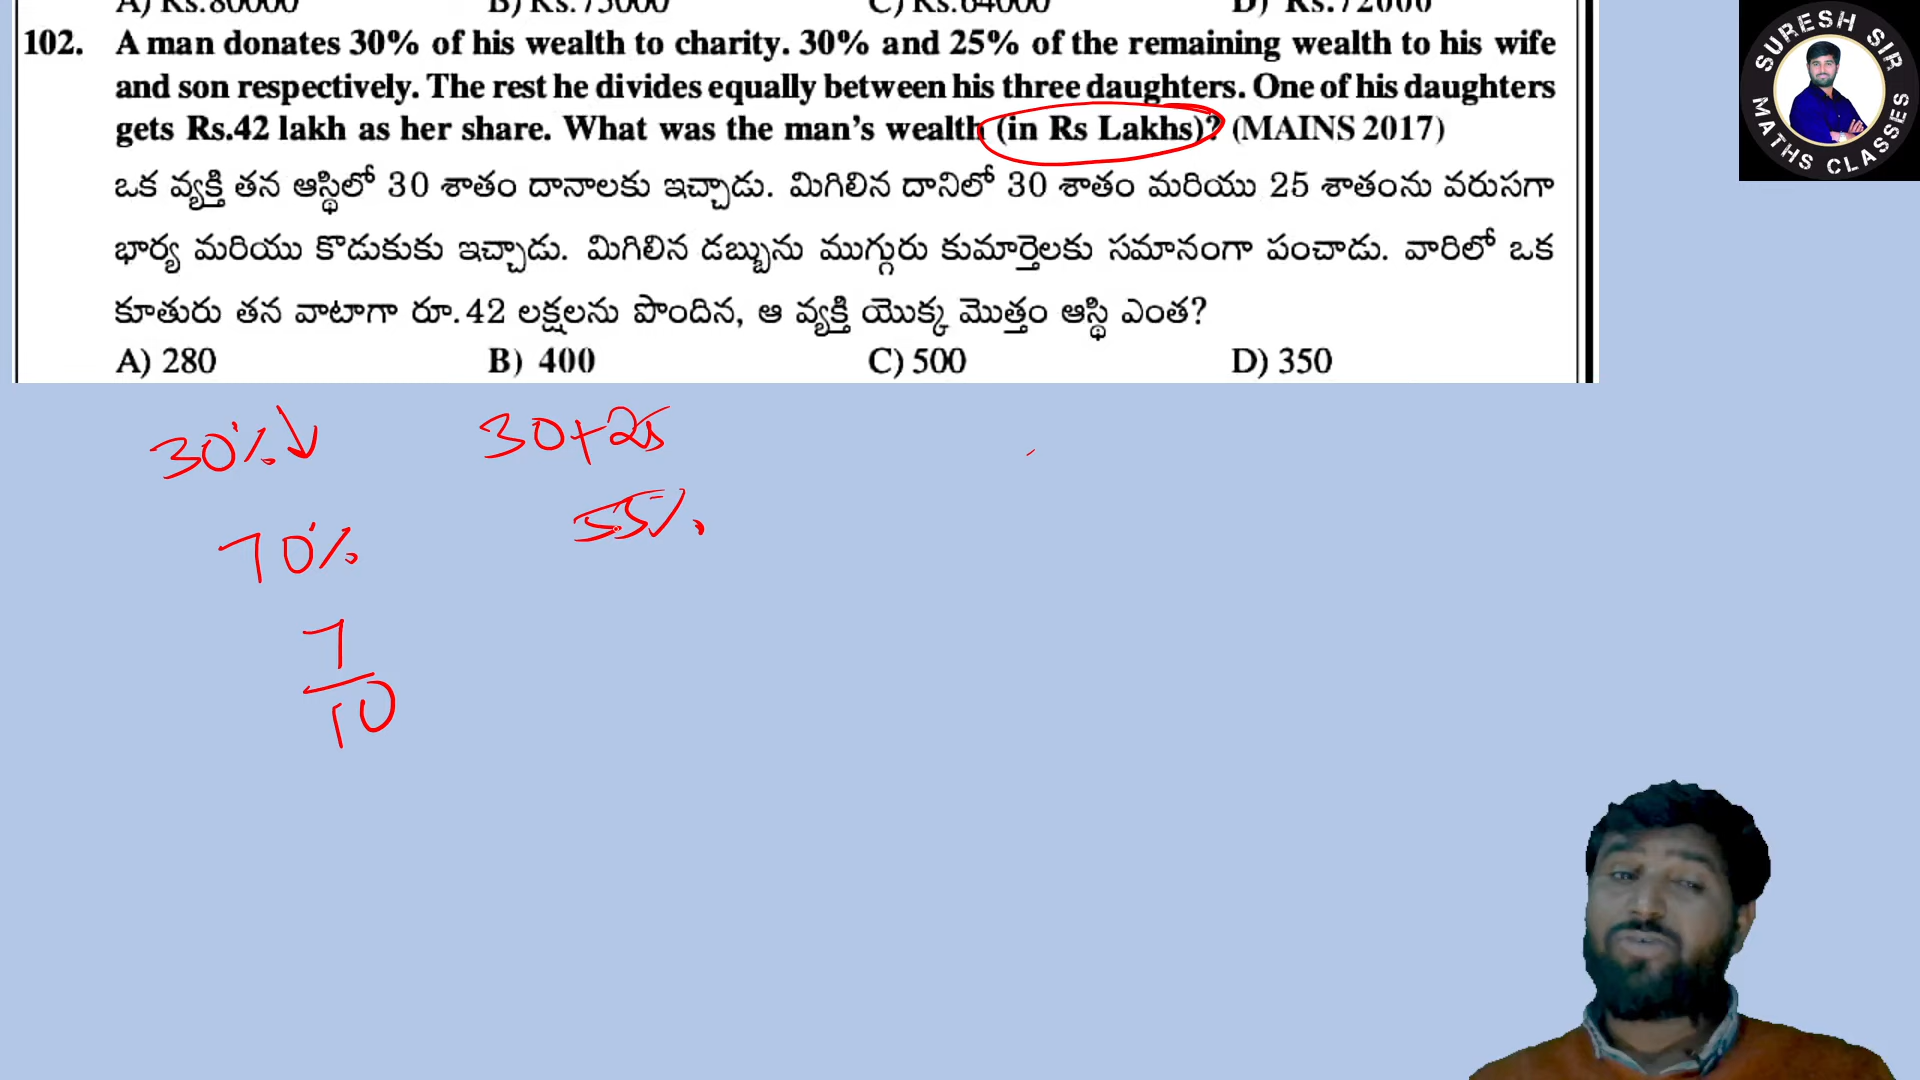 A) Rs.80000 B) Rs.75000 C) Rs.64000 D) Rs.72000
102. A man donates 30% of his wealth to charity. 30% and 25% of the remaining wealth to his wife
and son respectively. The rest he divides equally between his three daughters. One of his daughters
gets Rs.42 lakh as her share. What was the man’s wealth (in Rs Lakhs)? (MAINS 2017)
ఒక వ్యక్తి తన ఆస్థిలో 30 శాతం దానాలకు ఇచ్చాడు. మిగిలిన దానిలో 30 శాతం మరియు 25 శాతంను వరుసగా
భార్య మరియు కొడుకుకు ఇచ్చాడు. మిగిలిన డబ్బును ముగ్గురు కుమార్తెలకు సమానంగా పంచాడు. వారిలో ఒక
కూతురు తన వాటాగా రూ.42 లక్షలను పొందిన, ఆ వ్యక్తి యొక్క మొత్తం ఆస్థి ఎంత?
A) 280 B) 400 C) 500 D) 350
30%↓ 30+25
55%
70%
7
10
SURESH SIR
MATHS CLASSES